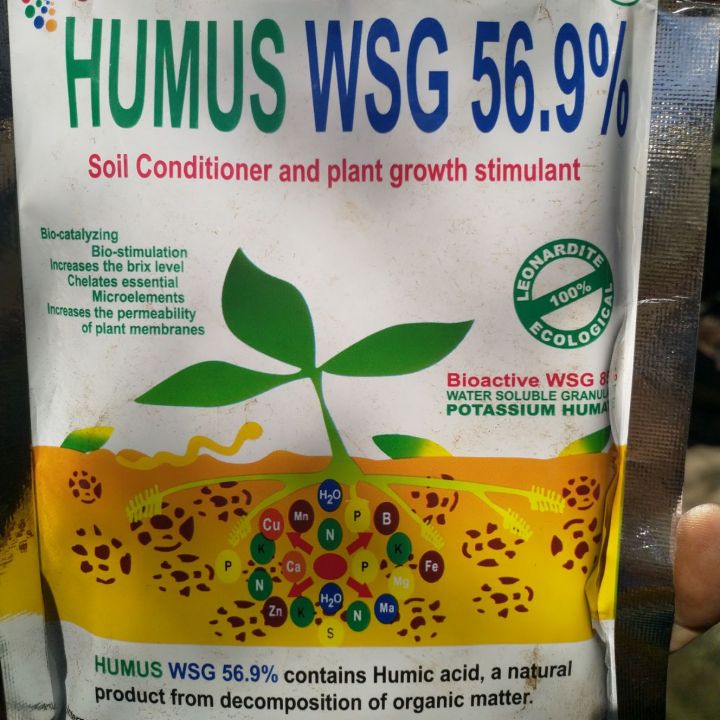 HUMUS WSG 56.9%
Soil Conditioner and plant growth stimulant
Bio-catalyzing
Bio-stimulation
Increases the brix level
Chelates essential
Microelements
Increases the permeability
of plant membranes
LEONARDITE
100%
ECOLOGICAL
Bioactive WSG
WATER SOLUBLE
POTASSIUM
H2O
Cu
Mn
P
B
N
K
K
P
Ca
P
Fe
N
Mg
Zn
K
H2O
N
Ma
S
HUMUS WSG 56.9% contains Humic acid, a natural
product from decomposition of organic matter.